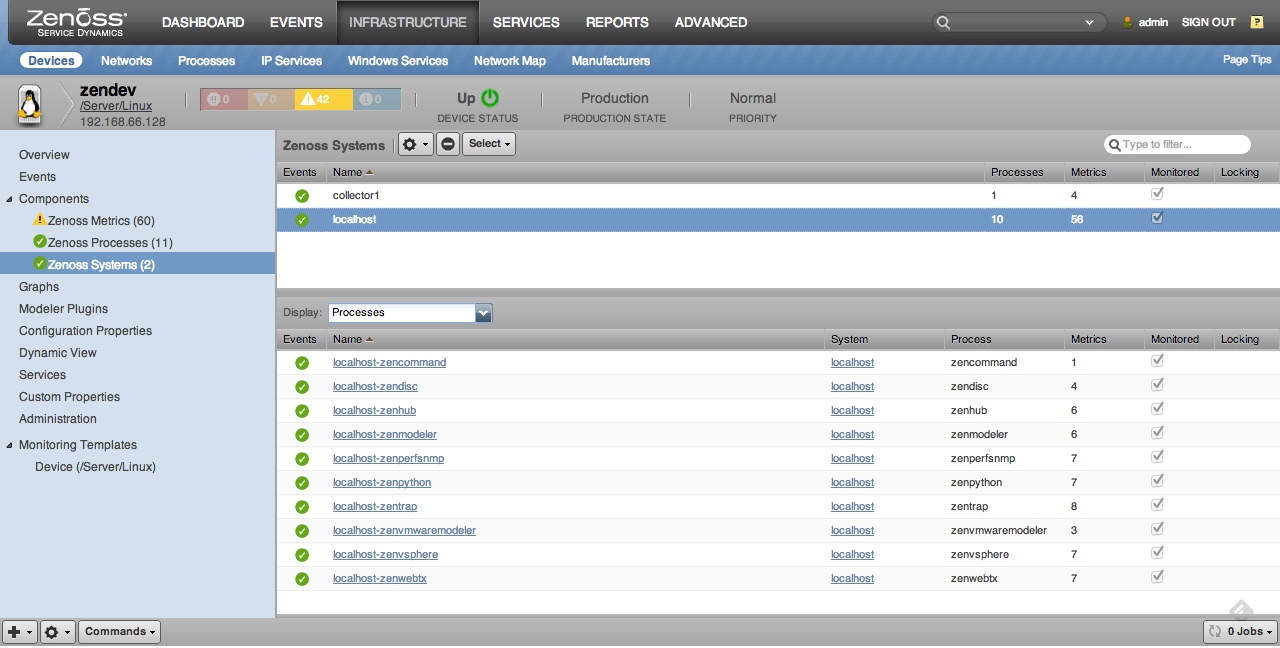 Zenoss
SERVICE DYNAMICS
DASHBOARD EVENTS INFRASTRUCTURE SERVICES REPORTS ADVANCED
admin SIGN OUT ?
Devices Networks Processes IP Services Windows Services Network Map Manufacturers Page Tips
zendev
/Server/Linux
192.168.66.128
0 0 42 0
Up
DEVICE STATUS
Production
PRODUCTION STATE
Normal
PRIORITY
Overview
Events
Components
Zenoss Metrics (60)
Zenoss Processes (11)
Zenoss Systems (2)
Graphs
Modeler Plugins
Configuration Properties
Dynamic View
Services
Custom Properties
Administration
Monitoring Templates
Device (/Server/Linux)
Zenoss Systems Select Type to filter...
Events Name Processes Metrics Monitored Locking
collector1 1 4
localhost 10 56
Display: Processes
Events Name System Process Metrics Monitored Locking
localhost-zencommand localhost zencommand 1
localhost-zendisc localhost zendisc 4
localhost-zenhub localhost zenhub 6
localhost-zenmodeler localhost zenmodeler 6
localhost-zenperfsnmp localhost zenperfsnmp 7
localhost-zenpython localhost zenpython 7
localhost-zentrap localhost zentrap 8
localhost-zenvmwaremodeler localhost zenvmwaremodeler 3
localhost-zenvsphere localhost zenvsphere 7
localhost-zenwebtx localhost zenwebtx 7
Commands 0 Jobs